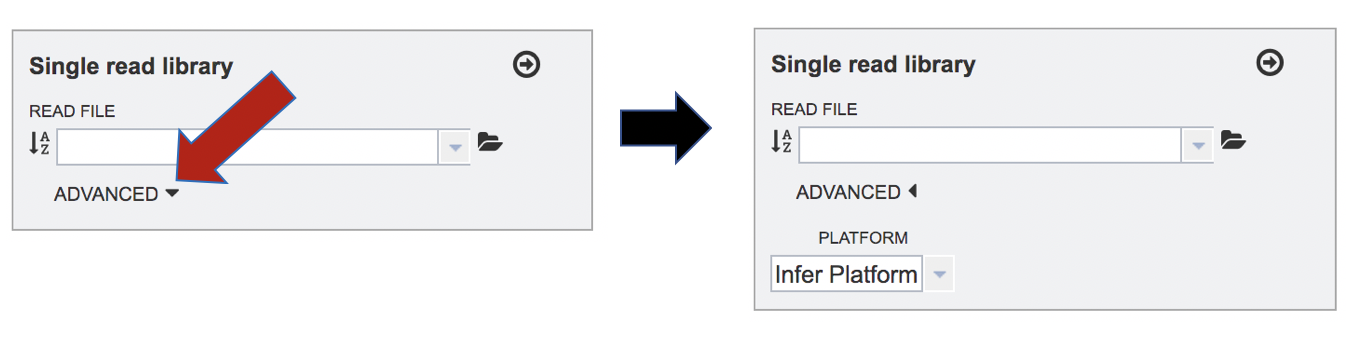 Single read library
READ FILE
A
Z
ADVANCED
Single read library
READ FILE
A
Z
ADVANCED
PLATFORM
Infer Platform